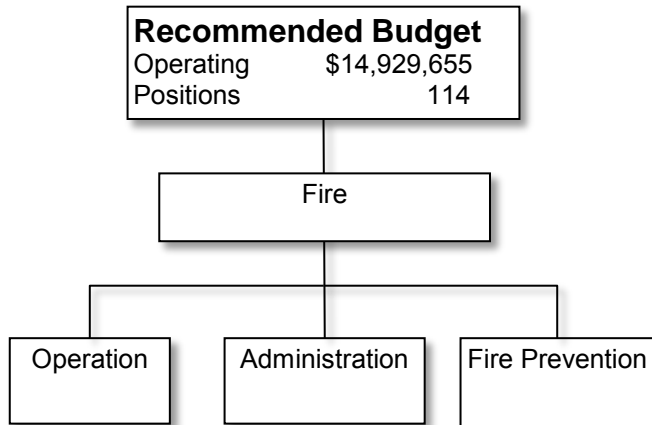 Recommended Budget
Operating $14,929,655
Positions 114
Fire
Operation
Administration
Fire Prevention